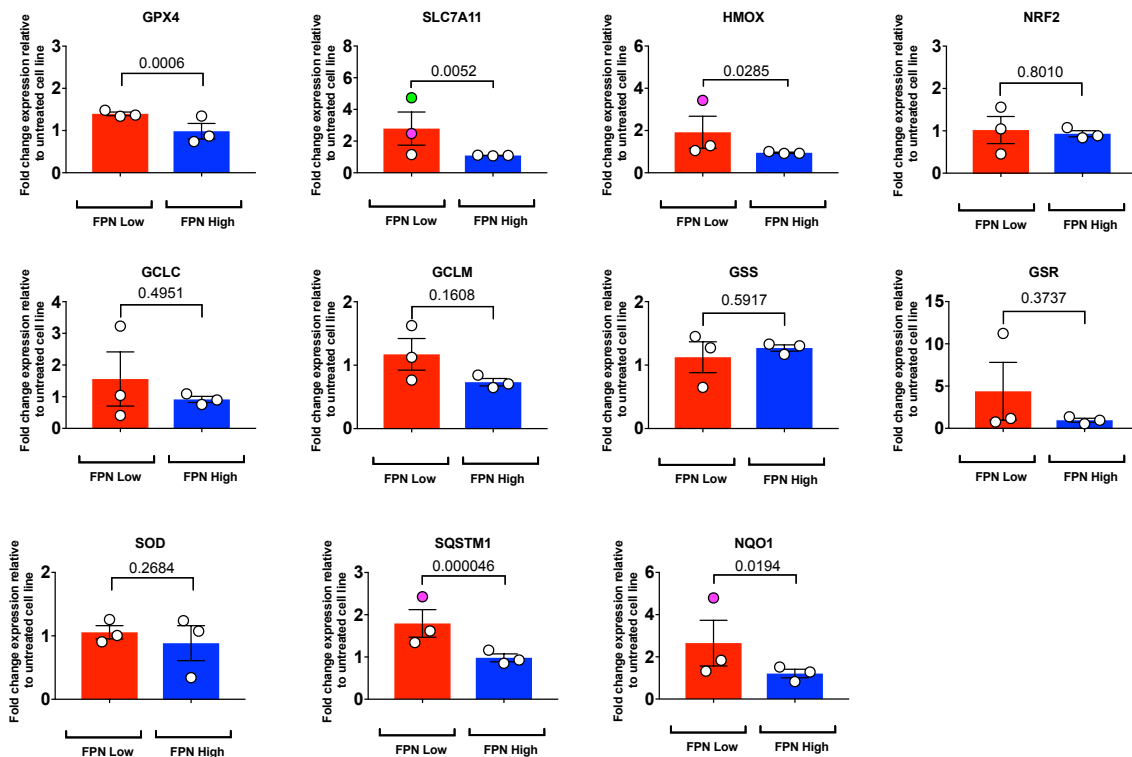 GPX4
Fold change expression relative
to untreated cell line
3
2
1
0
0.0006
FPN Low
FPN High
SLC7A11
Fold change expression relative
to untreated cell line
8
6
4
2
0
0.0052
FPN Low
FPN High
HMOX
Fold change expression relative
to untreated cell line
6
4
2
0
0.0285
FPN Low
FPN High
NRF2
Fold change expression relative
to untreated cell line
3
2
1
0
0.8010
FPN Low
FPN High
GCLC
Fold change expression relative
to untreated cell line
4
3
2
1
0
0.4951
FPN Low
FPN High
GCLM
Fold change expression relative
to untreated cell line
2
1
0
0.1608
FPN Low
FPN High
GSS
Fold change expression relative
to untreated cell line
2
1
0
0.5917
FPN Low
FPN High
GSR
Fold change expression relative
to untreated cell line
15
10
5
0
0.3737
FPN Low
FPN High
SOD
Fold change expression relative
to untreated cell line
2
1
0
0.2684
FPN Low
FPN High
SQSTM1
Fold change expression relative
to untreated cell line
3
2
1
0
0.000046
FPN Low
FPN High
NQO1
Fold change expression relative
to untreated cell line
6
4
2
0
0.0194
FPN Low
FPN High